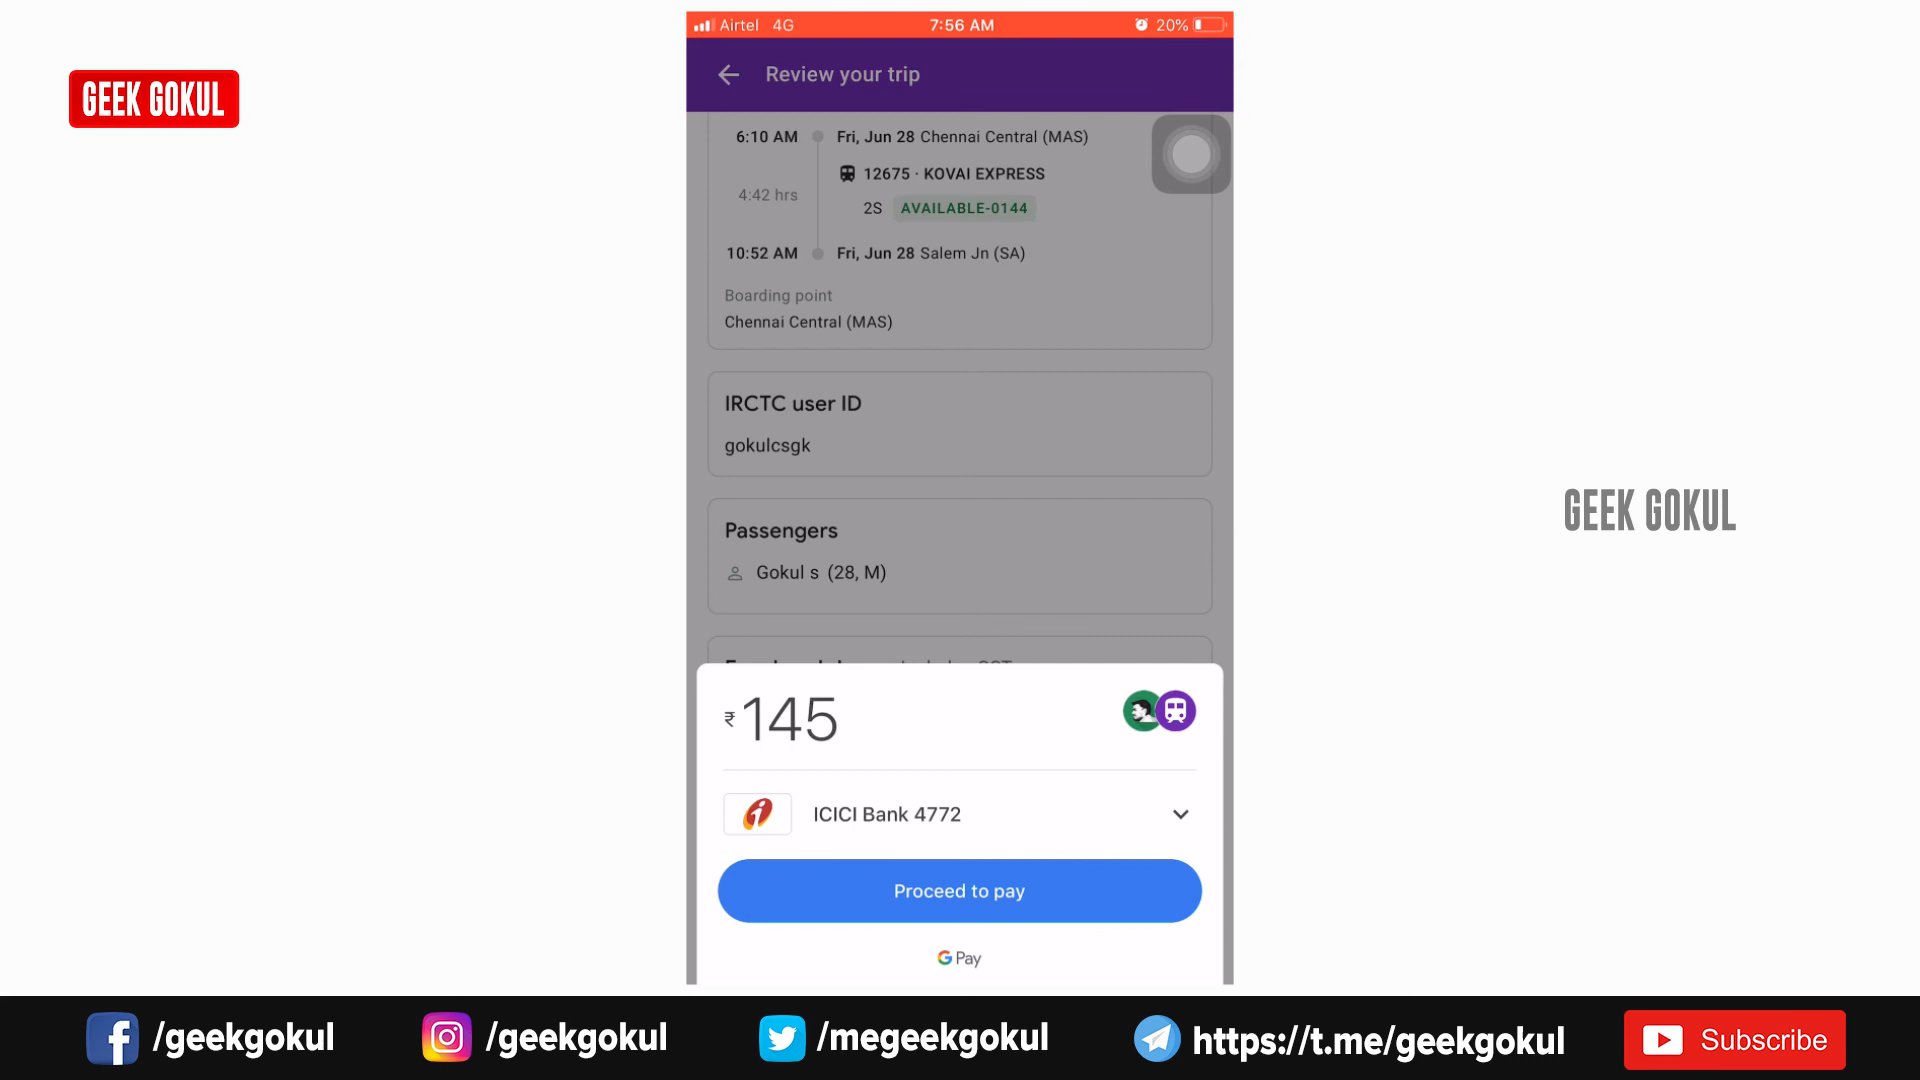 Airtel 4G 7:56 AM 20%
GEEK GOKUL
Review your trip
6:10 AM Fri, Jun 28 Chennai Central (MAS)
12675 · KOVAI EXPRESS
4:42 hrs
2S AVAILABLE-0144
10:52 AM Fri, Jun 28 Salem Jn (SA)
Boarding point
Chennai Central (MAS)
IRCTC user ID
gokulcsgk
GEEK GOKUL
Passengers
Gokul s (28, M)
₹145
ICICI Bank 4772
Proceed to pay
G Pay
/geekgokul /geekgokul /megeekgokul https://t.me/geekgokul Subscribe